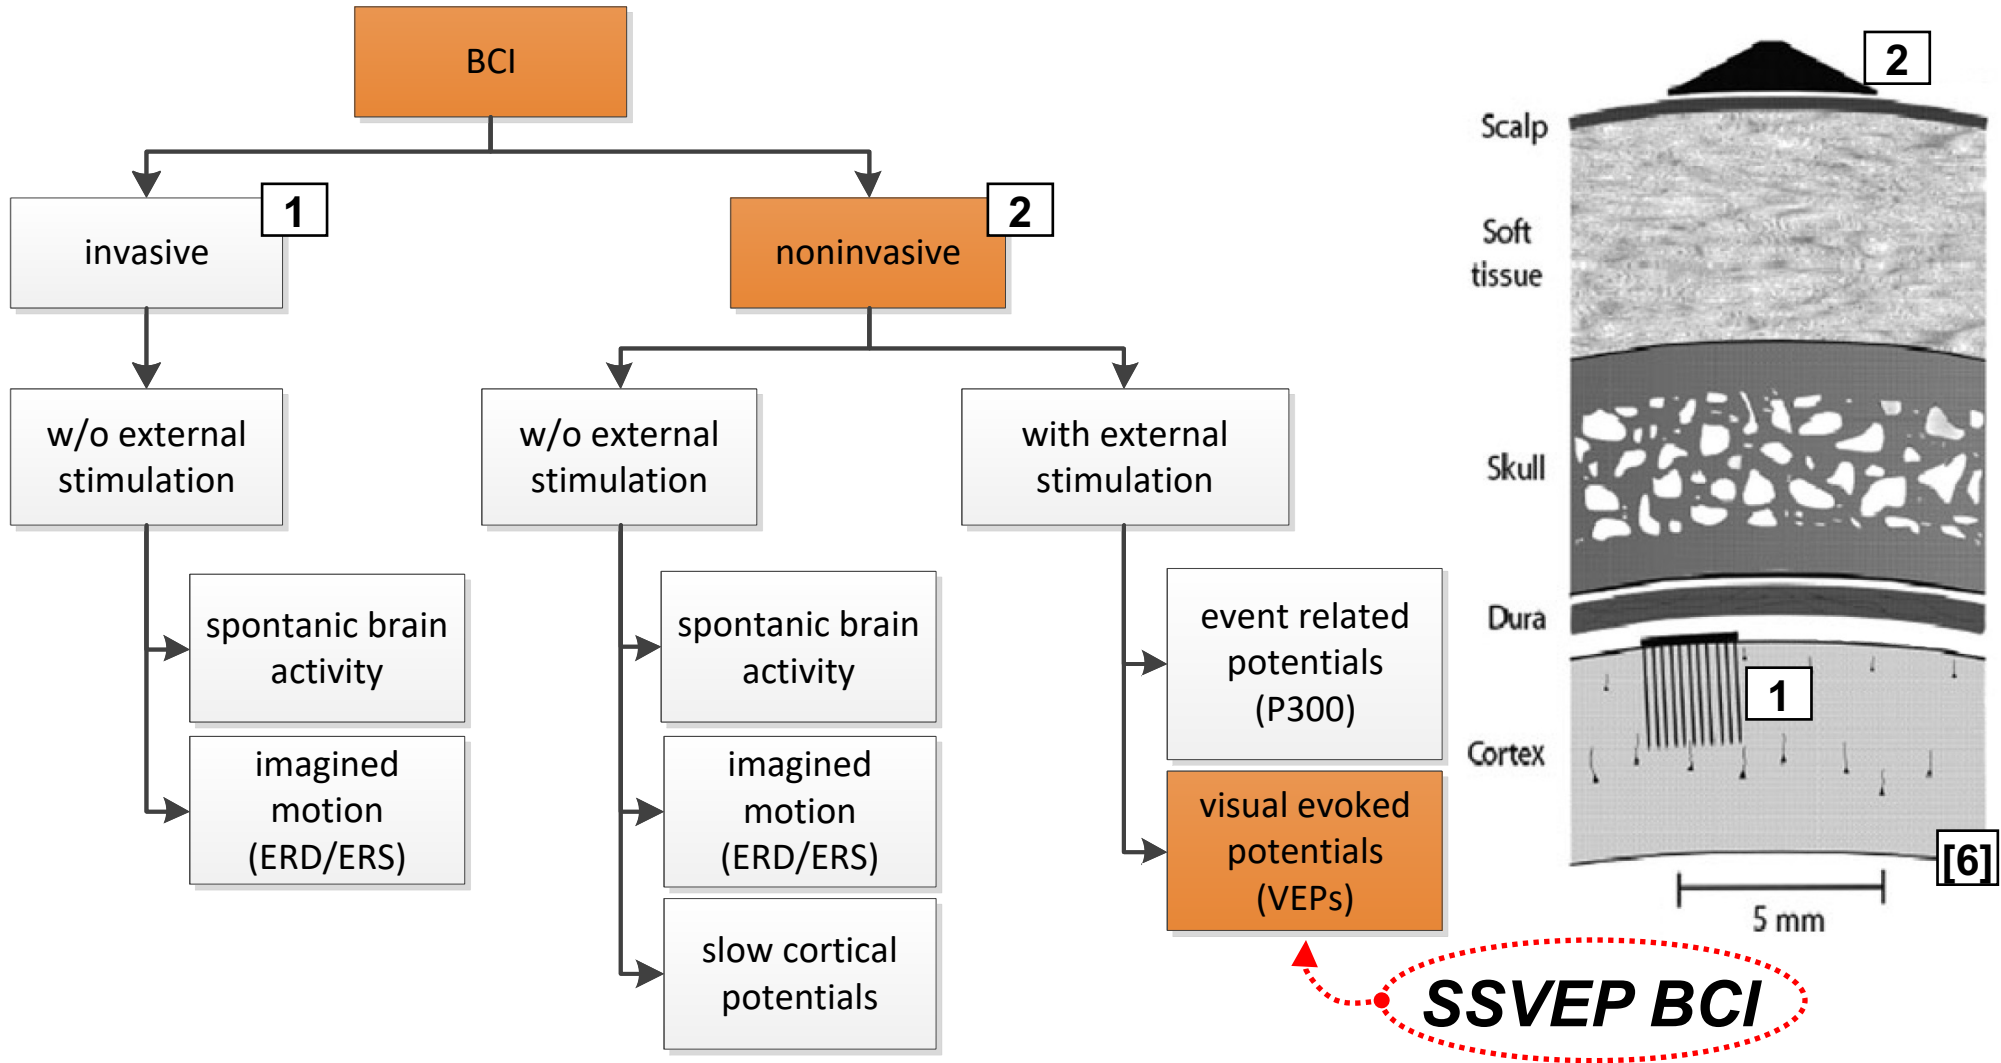 BCI
1
invasive
2
noninvasive
w/o external
stimulation
w/o external
stimulation
with external
stimulation
spontanic brain
activity
imagined
motion
(ERD/ERS)
spontanic brain
activity
imagined
motion
(ERD/ERS)
slow cortical
potentials
event related
potentials
(P300)
visual evoked
potentials
(VEPs)
SSVEP BCI
2
Scalp
Soft
tissue
Skull
Dura
1
Cortex
[6]
5 mm